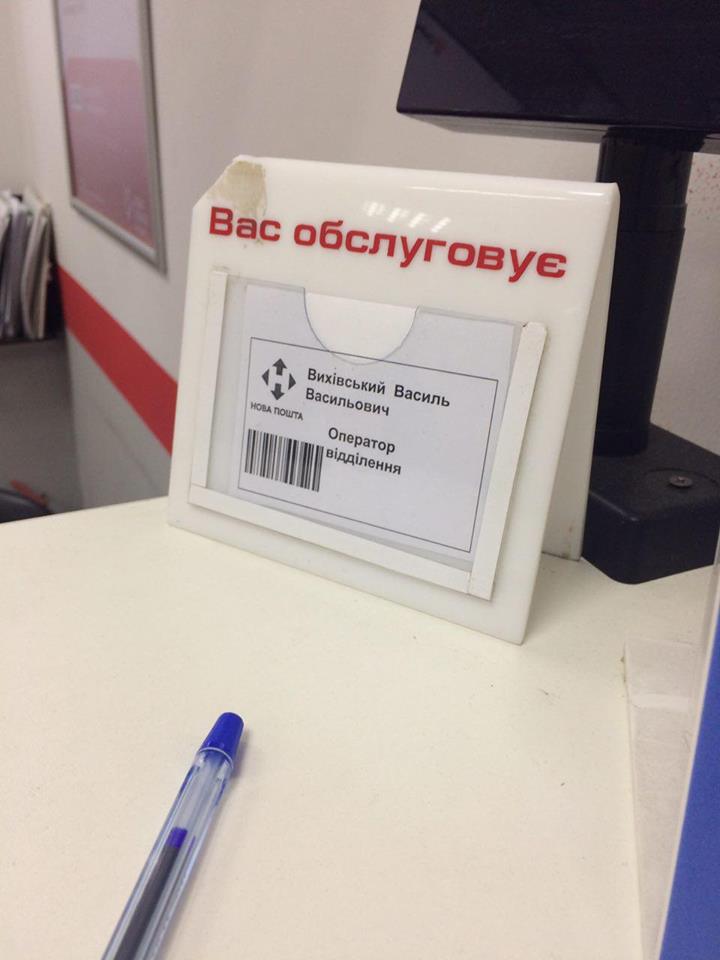 Вас обслуговує
Вихівський Василь
Васильович
НОВА ПОШТА
Оператор
відділення